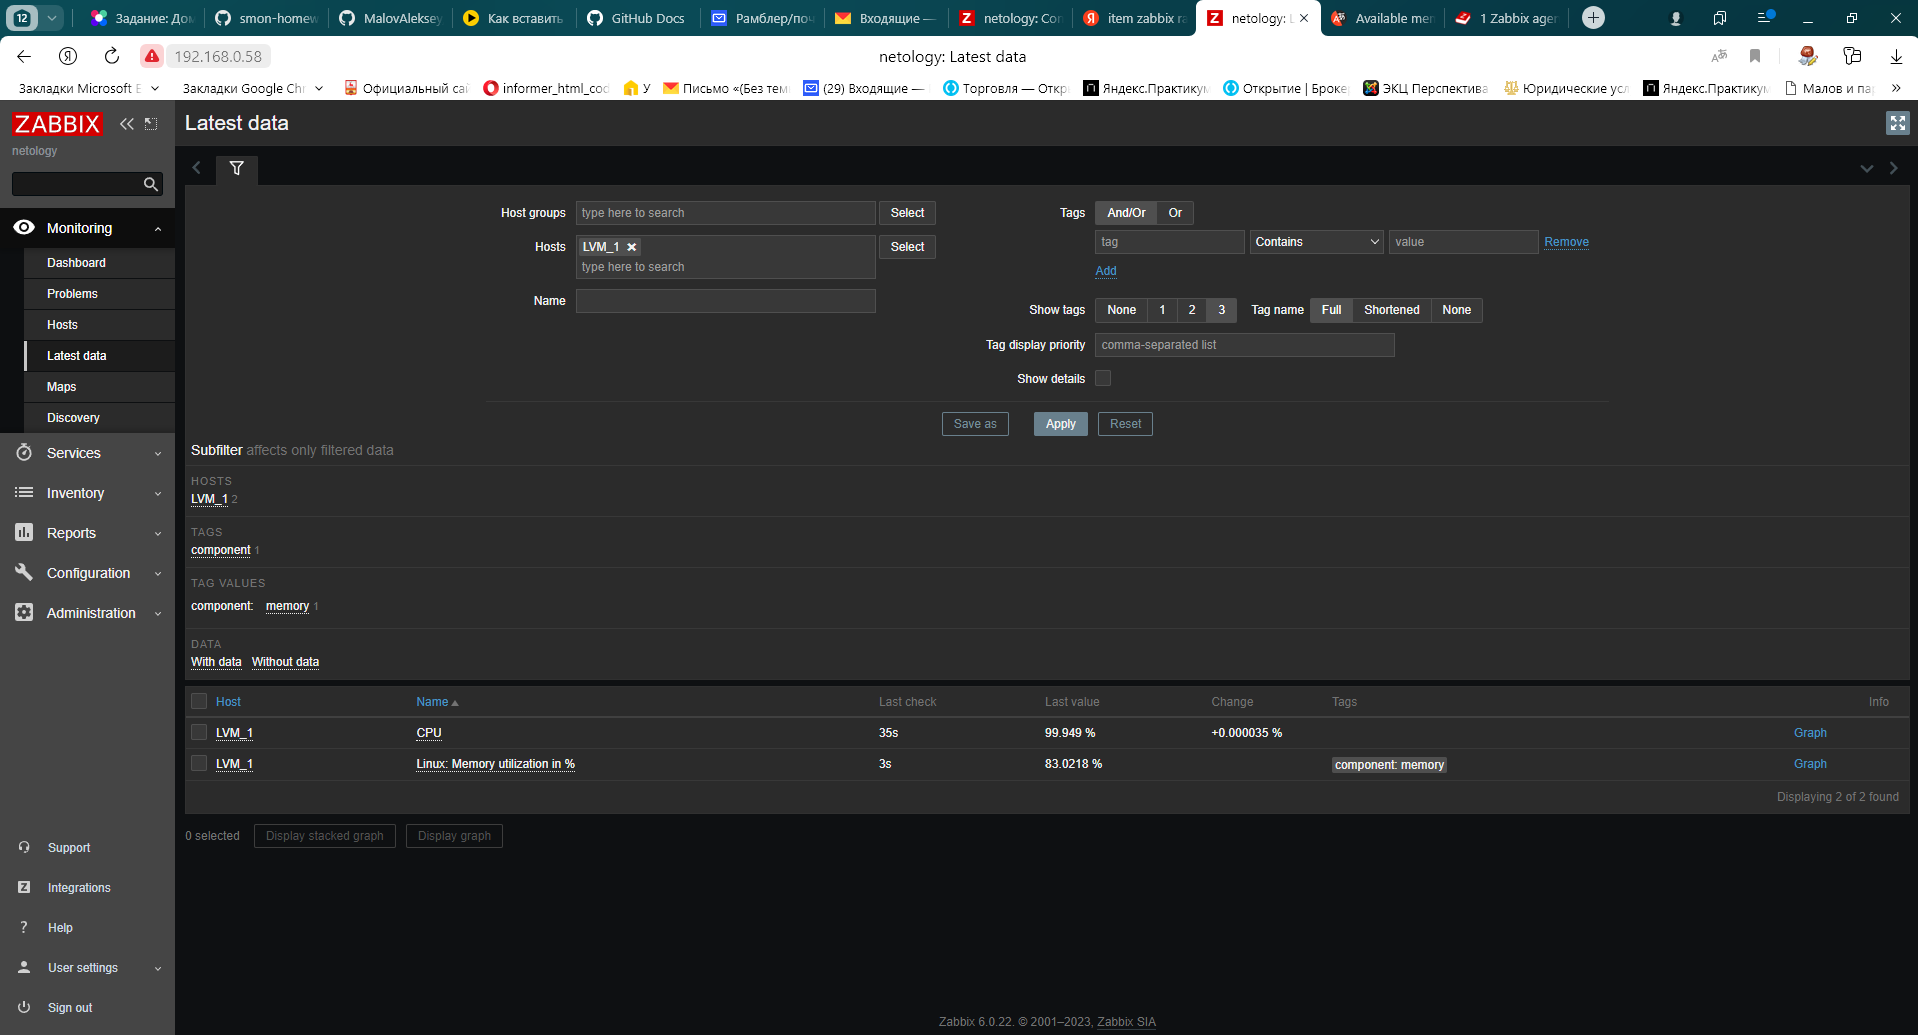 12
Задание: Дом
smon-homew
MalovAleksey
Как вставить
GitHub Docs
Рамблер/поч
Входящие —
netology: Con
item zabbix ra
netology: L
Available mem
1 Zabbix agen
192.168.0.58
netology: Latest data
Закладки Microsoft E
Закладки Google Chr
Официальный сай
informer_html_cod
У
Письмо «(Без тем
(29) Входящие —
Торговля — Откр
Яндекс.Практикум
Открытие | Брокер
ЭКЦ Перспектива
Юридические усл
Яндекс.Практикум
Малов и пар
ZABBIX
netology
Latest data
Monitoring
Dashboard
Problems
Hosts
Latest data
Maps
Discovery
Services
Inventory
Reports
Configuration
Administration
Support
Integrations
Help
User settings
Sign out
Host groups type here to search Select
Hosts LVM_1 Select
type here to search
Name
Tags And/Or Or
tag Contains value Remove
Add
Show tags None 1 2 3 Tag name Full Shortened None
Tag display priority comma-separated list
Show details
Save as Apply Reset
Subfilter affects only filtered data
HOSTS
LVM_1 2
TAGS
component 1
TAG VALUES
component: memory 1
DATA
With data Without data
Host Name Last check Last value Change Tags Info
LVM_1 CPU 35s 99.949 % +0.000035 % Graph
LVM_1 Linux: Memory utilization in % 3s 83.0218 % component: memory Graph
Displaying 2 of 2 found
0 selected Display stacked graph Display graph
Zabbix 6.0.22. © 2001–2023, Zabbix SIA